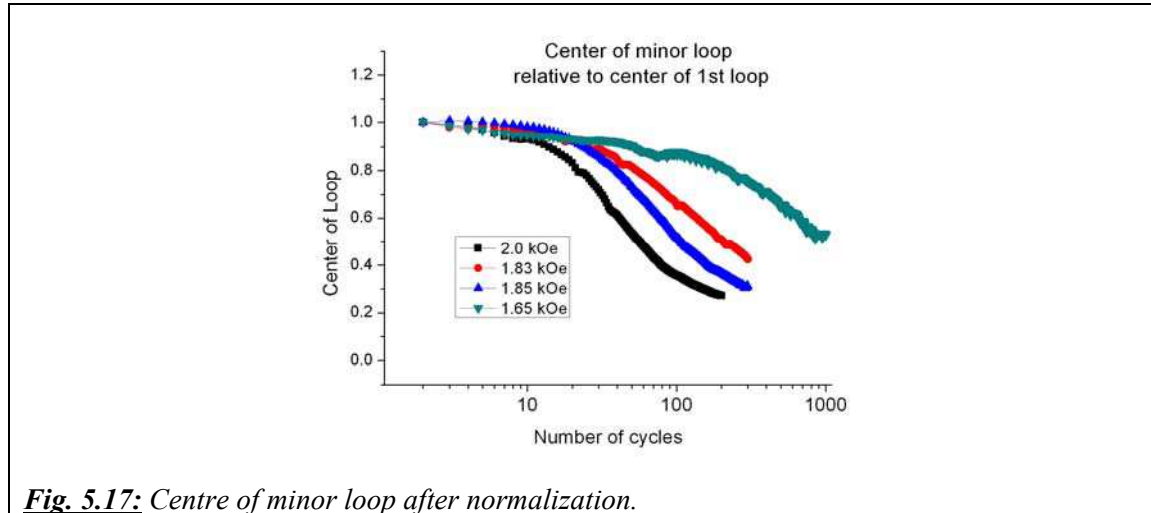 Center of minor loop
relative to center of 1st loop
1.2
1.0
0.8
0.6
0.4
0.2
0.0
Center of Loop
2.0 kOe
1.83 kOe
1.85 kOe
1.65 kOe
10
100
1000
Number of cycles
Fig. 5.17: Centre of minor loop after normalization.